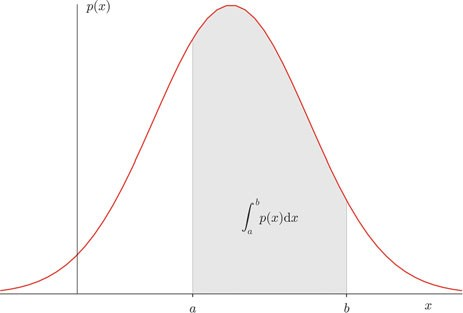 p(x)
∫_a^b p(x)dx
a
b
x